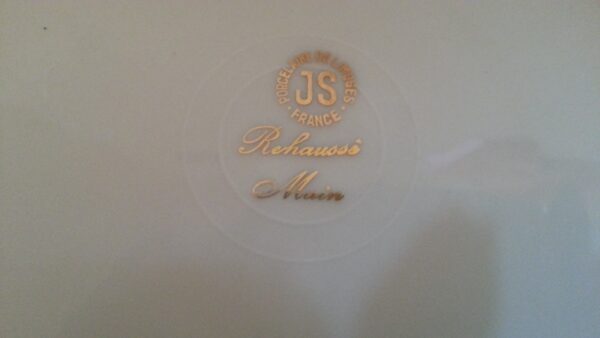 PORCELAINE DE LIMOGES
JS
• FRANCE •
Rehaussé
Main